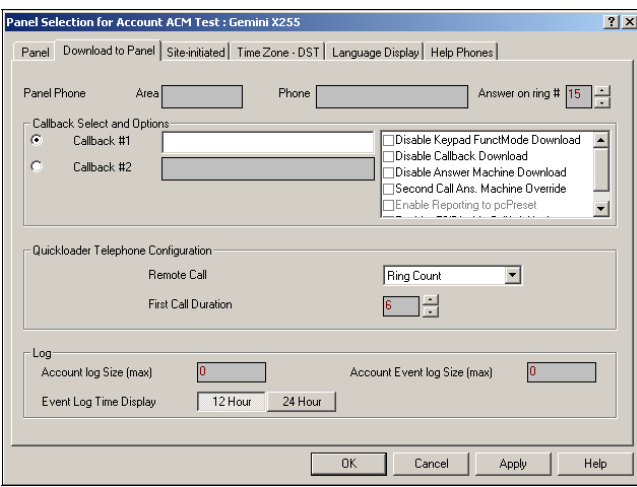 Panel Selection for Account ACM Test : Gemini X255
Panel Download to Panel Site-initiated Time Zone - DST Language Display Help Phones
Panel Phone Area Phone Answer on ring # 15
Callback Select and Options
Callback #1
Callback #2
Disable Keypad FunctMode Download
Disable Callback Download
Disable Answer Machine Download
Second Call Ans. Machine Override
Enable Reporting to pcPreset
Quickloader Telephone Configuration
Remote Call Ring Count
First Call Duration 6
Log
Account log Size (max) 0 Account Event log Size (max) 0
Event Log Time Display 12 Hour 24 Hour
OK Cancel Apply Help